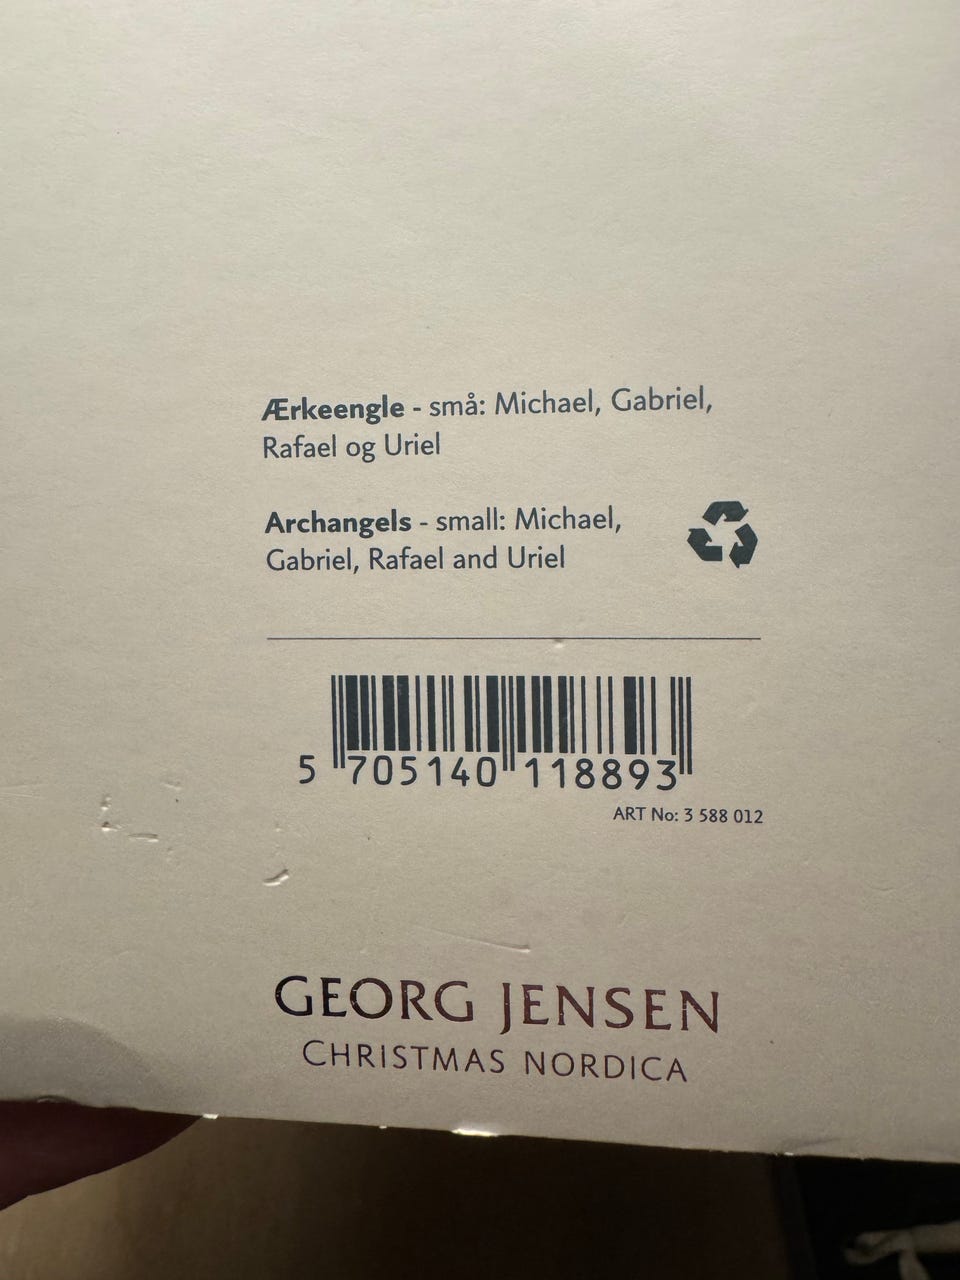 Ærkeengle - små: Michael, Gabriel,
Rafael og Uriel
Archangels - small: Michael,
Gabriel, Rafael and Uriel
5 705140 118893
ART No: 3 588 012
GEORG JENSEN
CHRISTMAS NORDICA